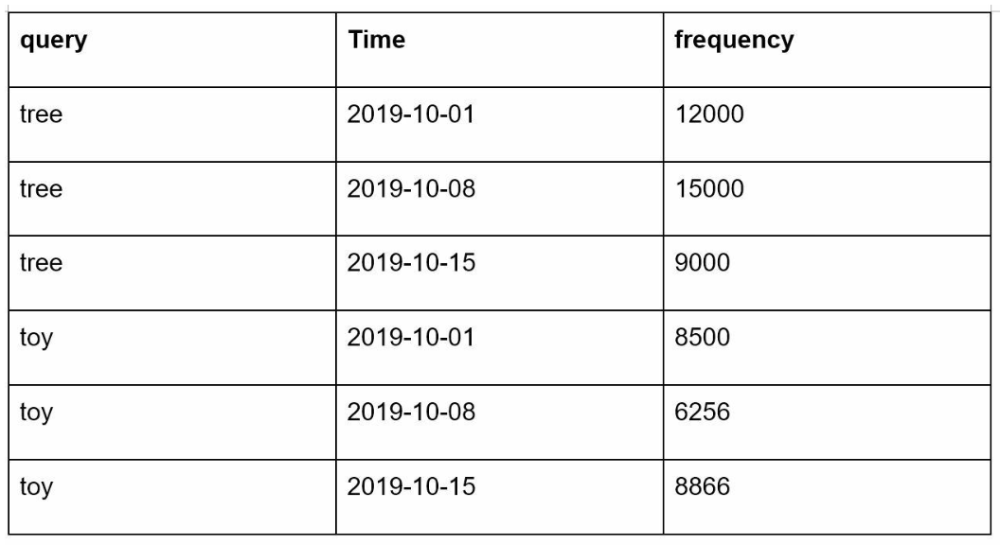 query Time frequency
tree 2019-10-01 12000
tree 2019-10-08 15000
tree 2019-10-15 9000
toy 2019-10-01 8500
toy 2019-10-08 6256
toy 2019-10-15 8866